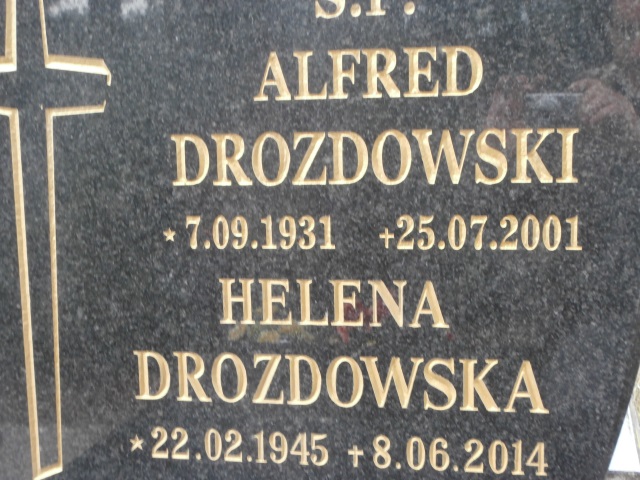 Ś.P.
ALFRED
DROZDOWSKI
* 7.09.1931 +25.07.2001
HELENA
DROZDOWSKA
* 22.02.1945 + 8.06.2014